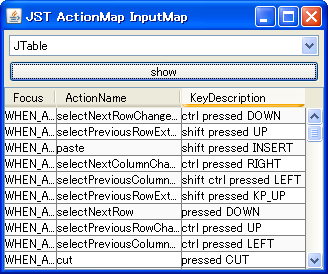 JST ActionMap InputMap
JTable
show
Focus ActionName KeyDescription
WHEN_A... selectNextRowChange... ctrl pressed DOWN
WHEN_A... selectPreviousRowExt... shift pressed UP
WHEN_A... paste shift pressed INSERT
WHEN_A... selectNextColumnCha... ctrl pressed RIGHT
WHEN_A... selectPreviousColumn... shift ctrl pressed LEFT
WHEN_A... selectPreviousRowExt... shift pressed KP_UP
WHEN_A... selectNextRow pressed DOWN
WHEN_A... selectPreviousRowCha... ctrl pressed UP
WHEN_A... selectPreviousColumn... ctrl pressed LEFT
WHEN_A... cut pressed CUT